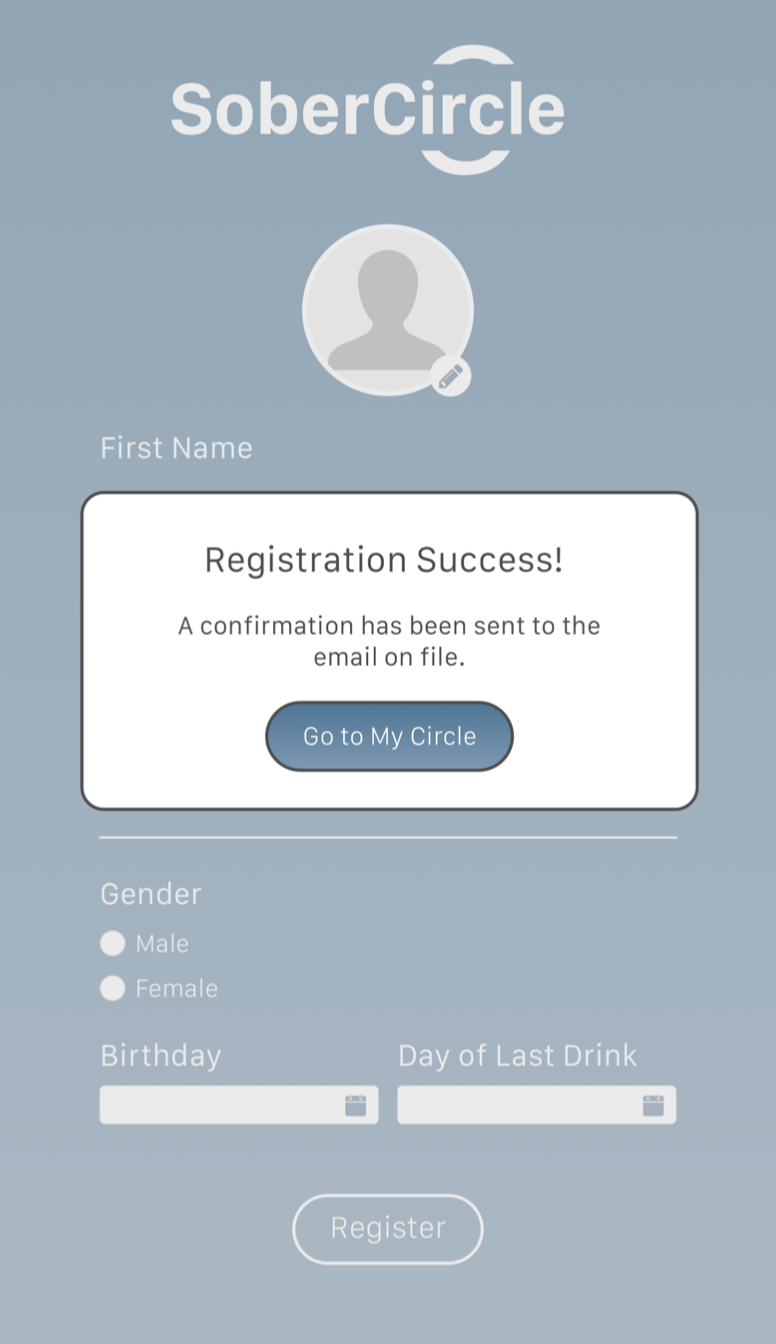 SoberCircle
First Name
Registration Success!
A confirmation has been sent to the
email on file.
Go to My Circle
Gender
Male
Female
Birthday Day of Last Drink
Register